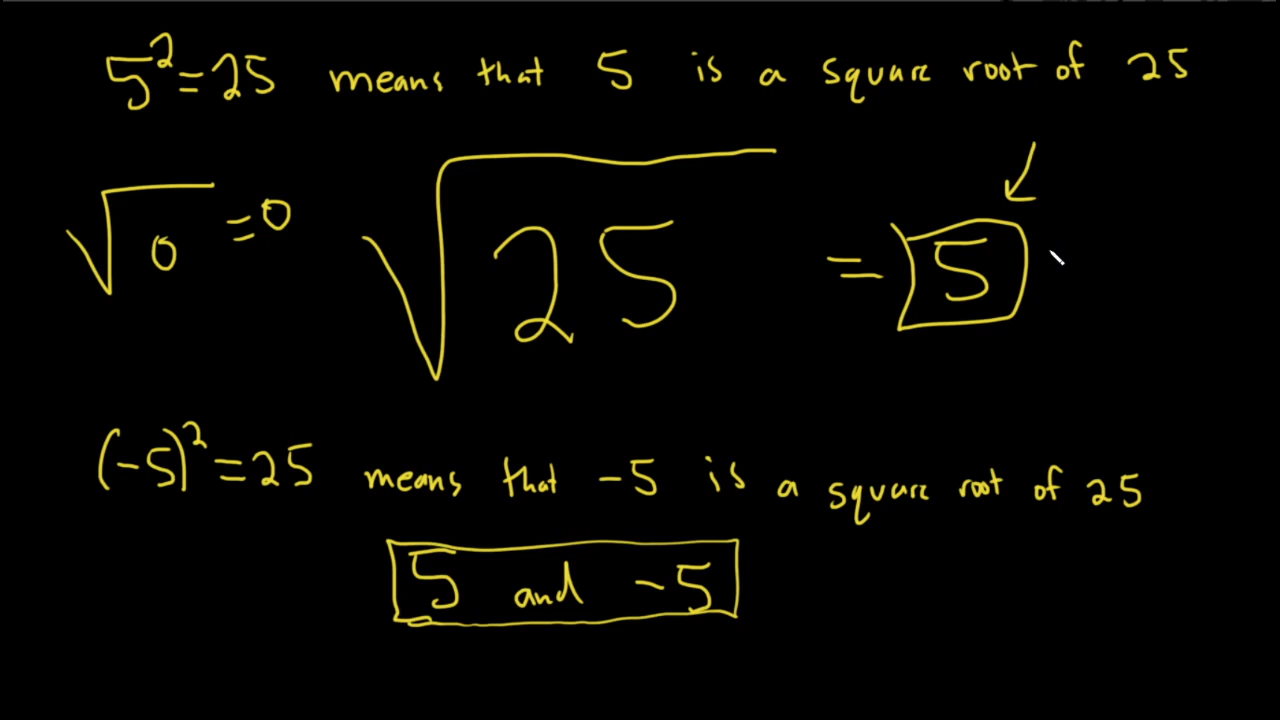 5² = 25 means that 5 is a square root of 25
√0 = 0
√25 = 5
(-5)² = 25 means that -5 is a square root of 25
5 and -5